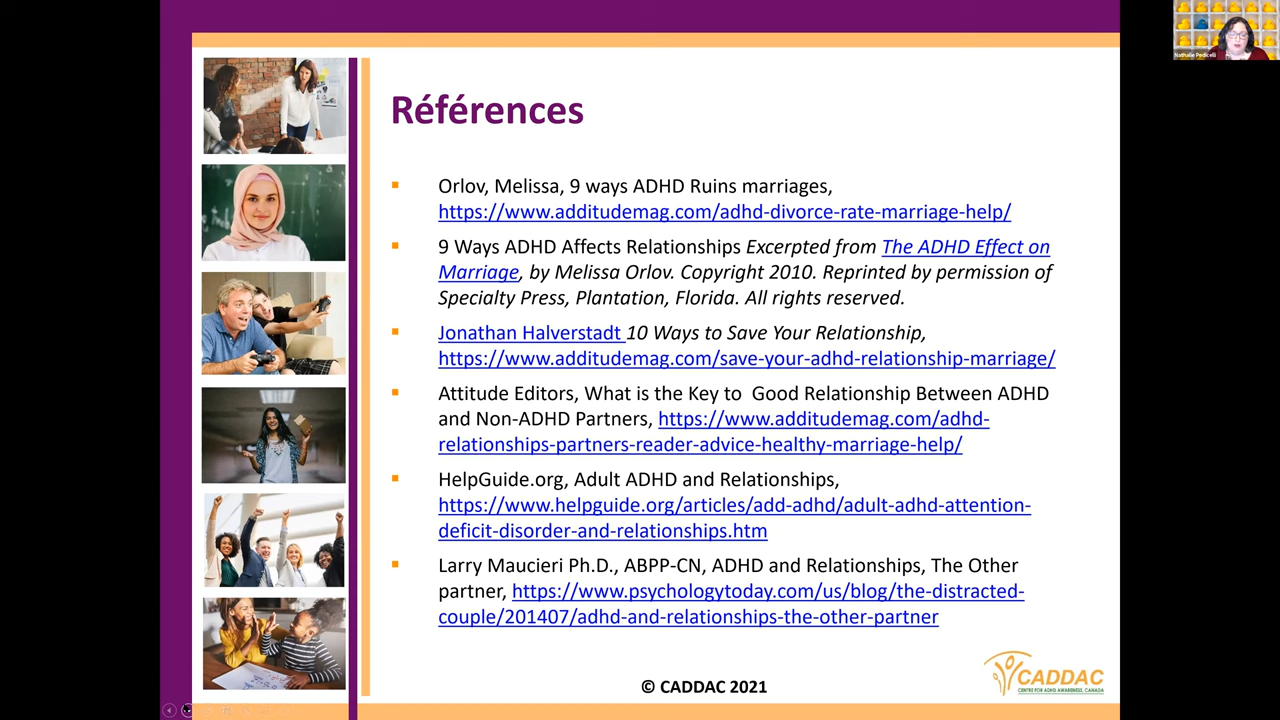 Nathalie Pedicelli
Références
Orlov, Melissa, 9 ways ADHD Ruins marriages,
https://www.additudemag.com/adhd-divorce-rate-marriage-help/
9 Ways ADHD Affects Relationships Excerpted from The ADHD Effect on
Marriage, by Melissa Orlov. Copyright 2010. Reprinted by permission of
Specialty Press, Plantation, Florida. All rights reserved.
Jonathan Halverstadt 10 Ways to Save Your Relationship,
https://www.additudemag.com/save-your-adhd-relationship-marriage/
Attitude Editors, What is the Key to Good Relationship Between ADHD
and Non-ADHD Partners, https://www.additudemag.com/adhd-
relationships-partners-reader-advice-healthy-marriage-help/
HelpGuide.org, Adult ADHD and Relationships,
https://www.helpguide.org/articles/add-adhd/adult-adhd-attention-
deficit-disorder-and-relationships.htm
Larry Maucieri Ph.D., ABPP-CN, ADHD and Relationships, The Other
partner, https://www.psychologytoday.com/us/blog/the-distracted-
couple/201407/adhd-and-relationships-the-other-partner
© CADDAC 2021
CADDAC
CENTRE FOR ADHD AWARENESS, CANADA